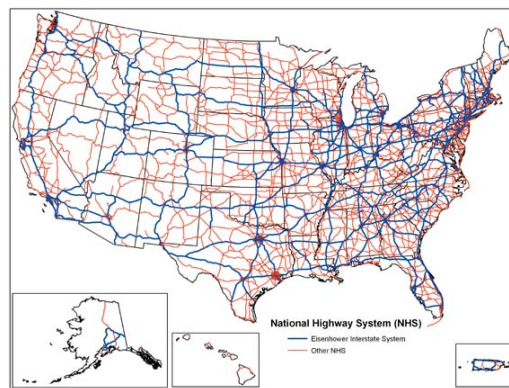 National Highway System (NHS)
Eisenhower Interstate System
Other NHS